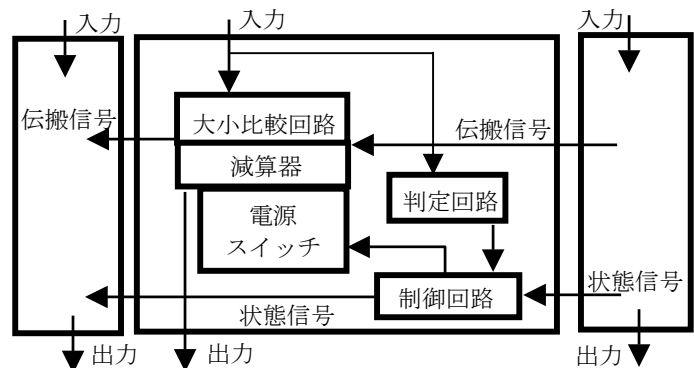 入力
入力
入力
伝搬信号
大小比較回路
伝搬信号
減算器
判定回路
電源
スイッチ
状態信号
制御回路
状態信号
出力
出力
出力